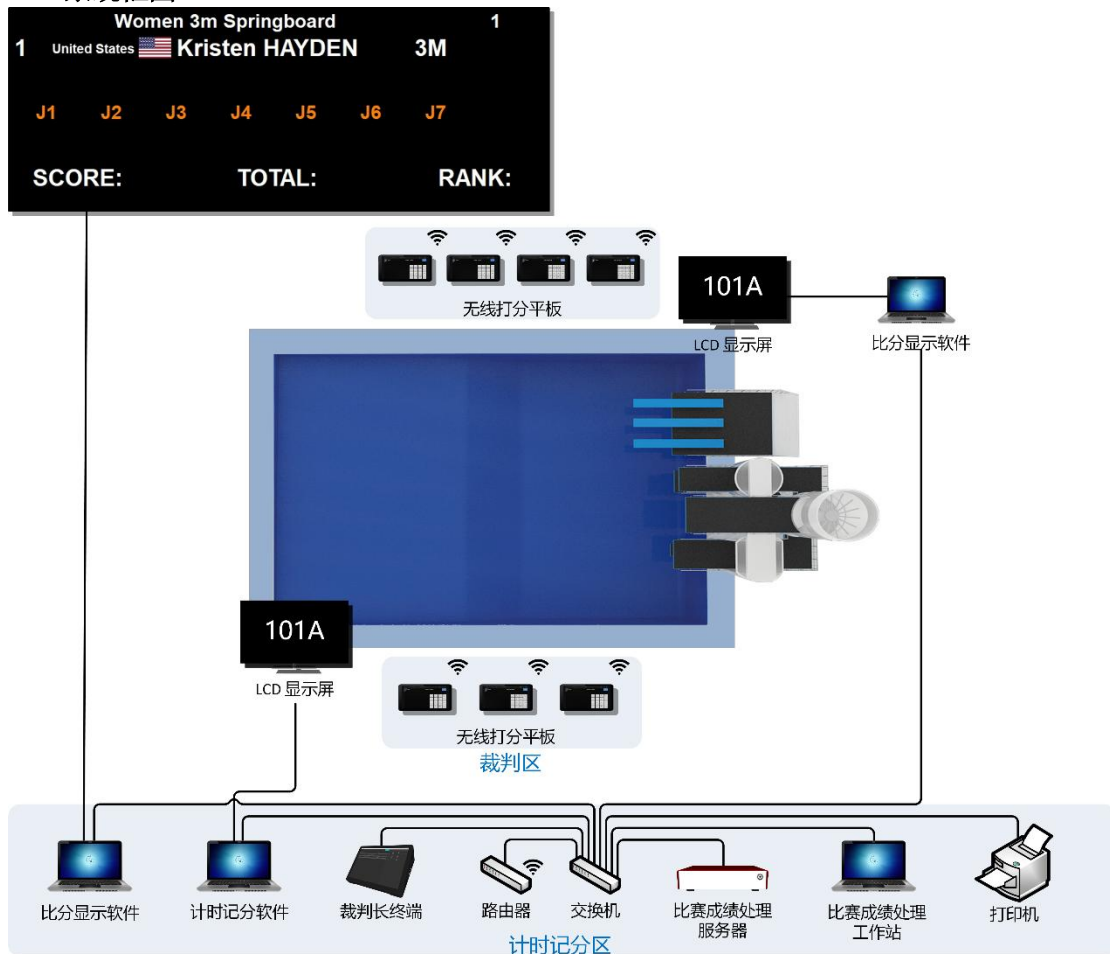 Women 3m Springboard 1
1 United States Kristen HAYDEN 3M
J1 J2 J3 J4 J5 J6 J7
SCORE: TOTAL: RANK:
无线打分平板
101A
LCD 显示屏
比分显示软件
101A
LCD 显示屏
无线打分平板
裁判区
比分显示软件
计时记分软件
裁判长终端
路由器
交换机
比赛成绩处理
服务器
比赛成绩处理
工作站
打印机
计时记分区